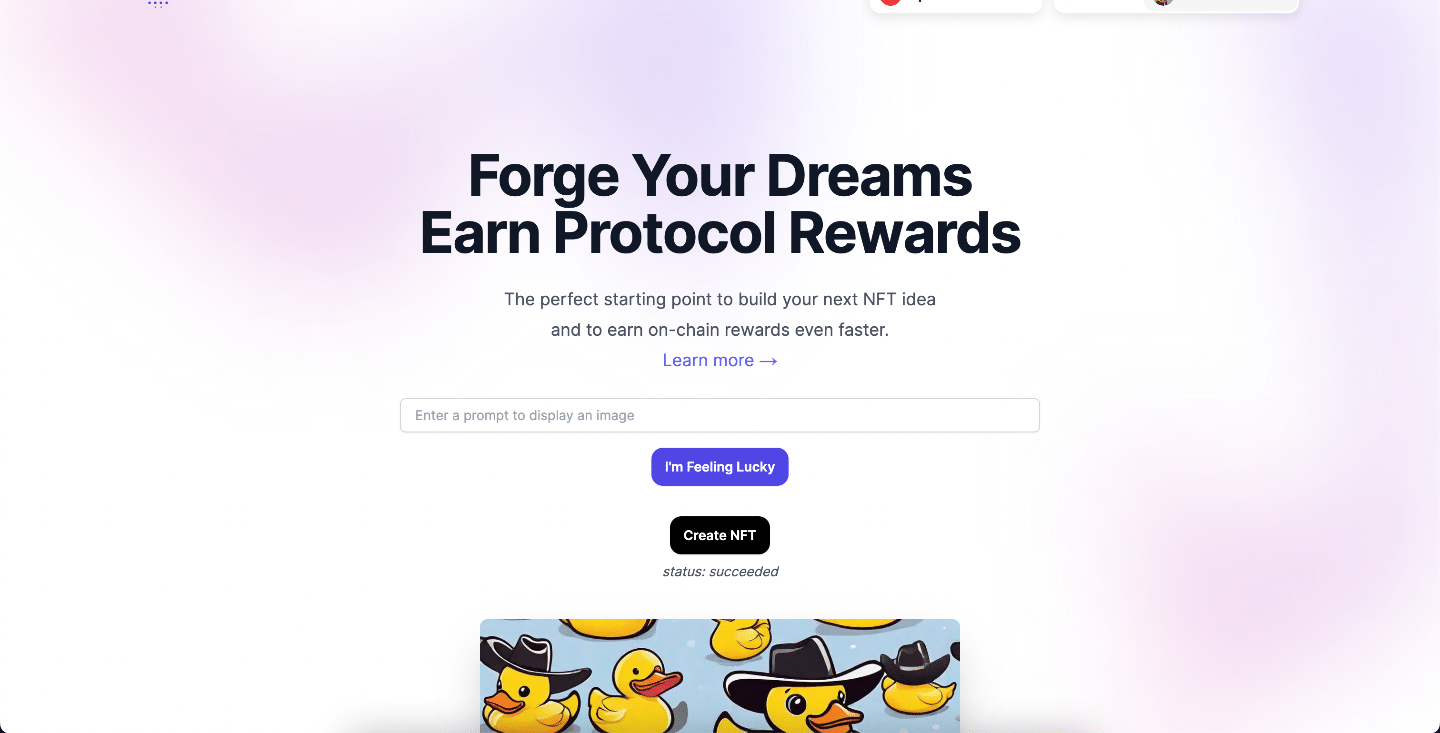 Forge Your Dreams
Earn Protocol Rewards
The perfect starting point to build your next NFT idea
and to earn on-chain rewards even faster.
Learn more →
Enter a prompt to display an image
I'm Feeling Lucky
Create NFT
status: succeeded